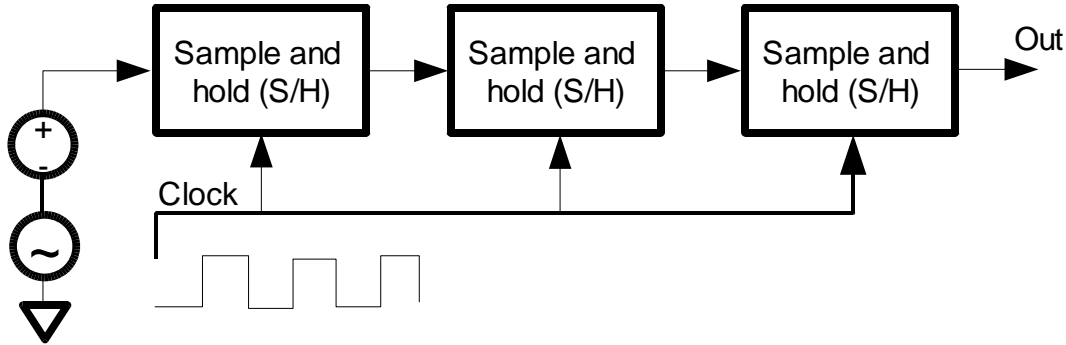 Sample and
hold (S/H)
Sample and
hold (S/H)
Sample and
hold (S/H)
Out
+
-
Clock
~